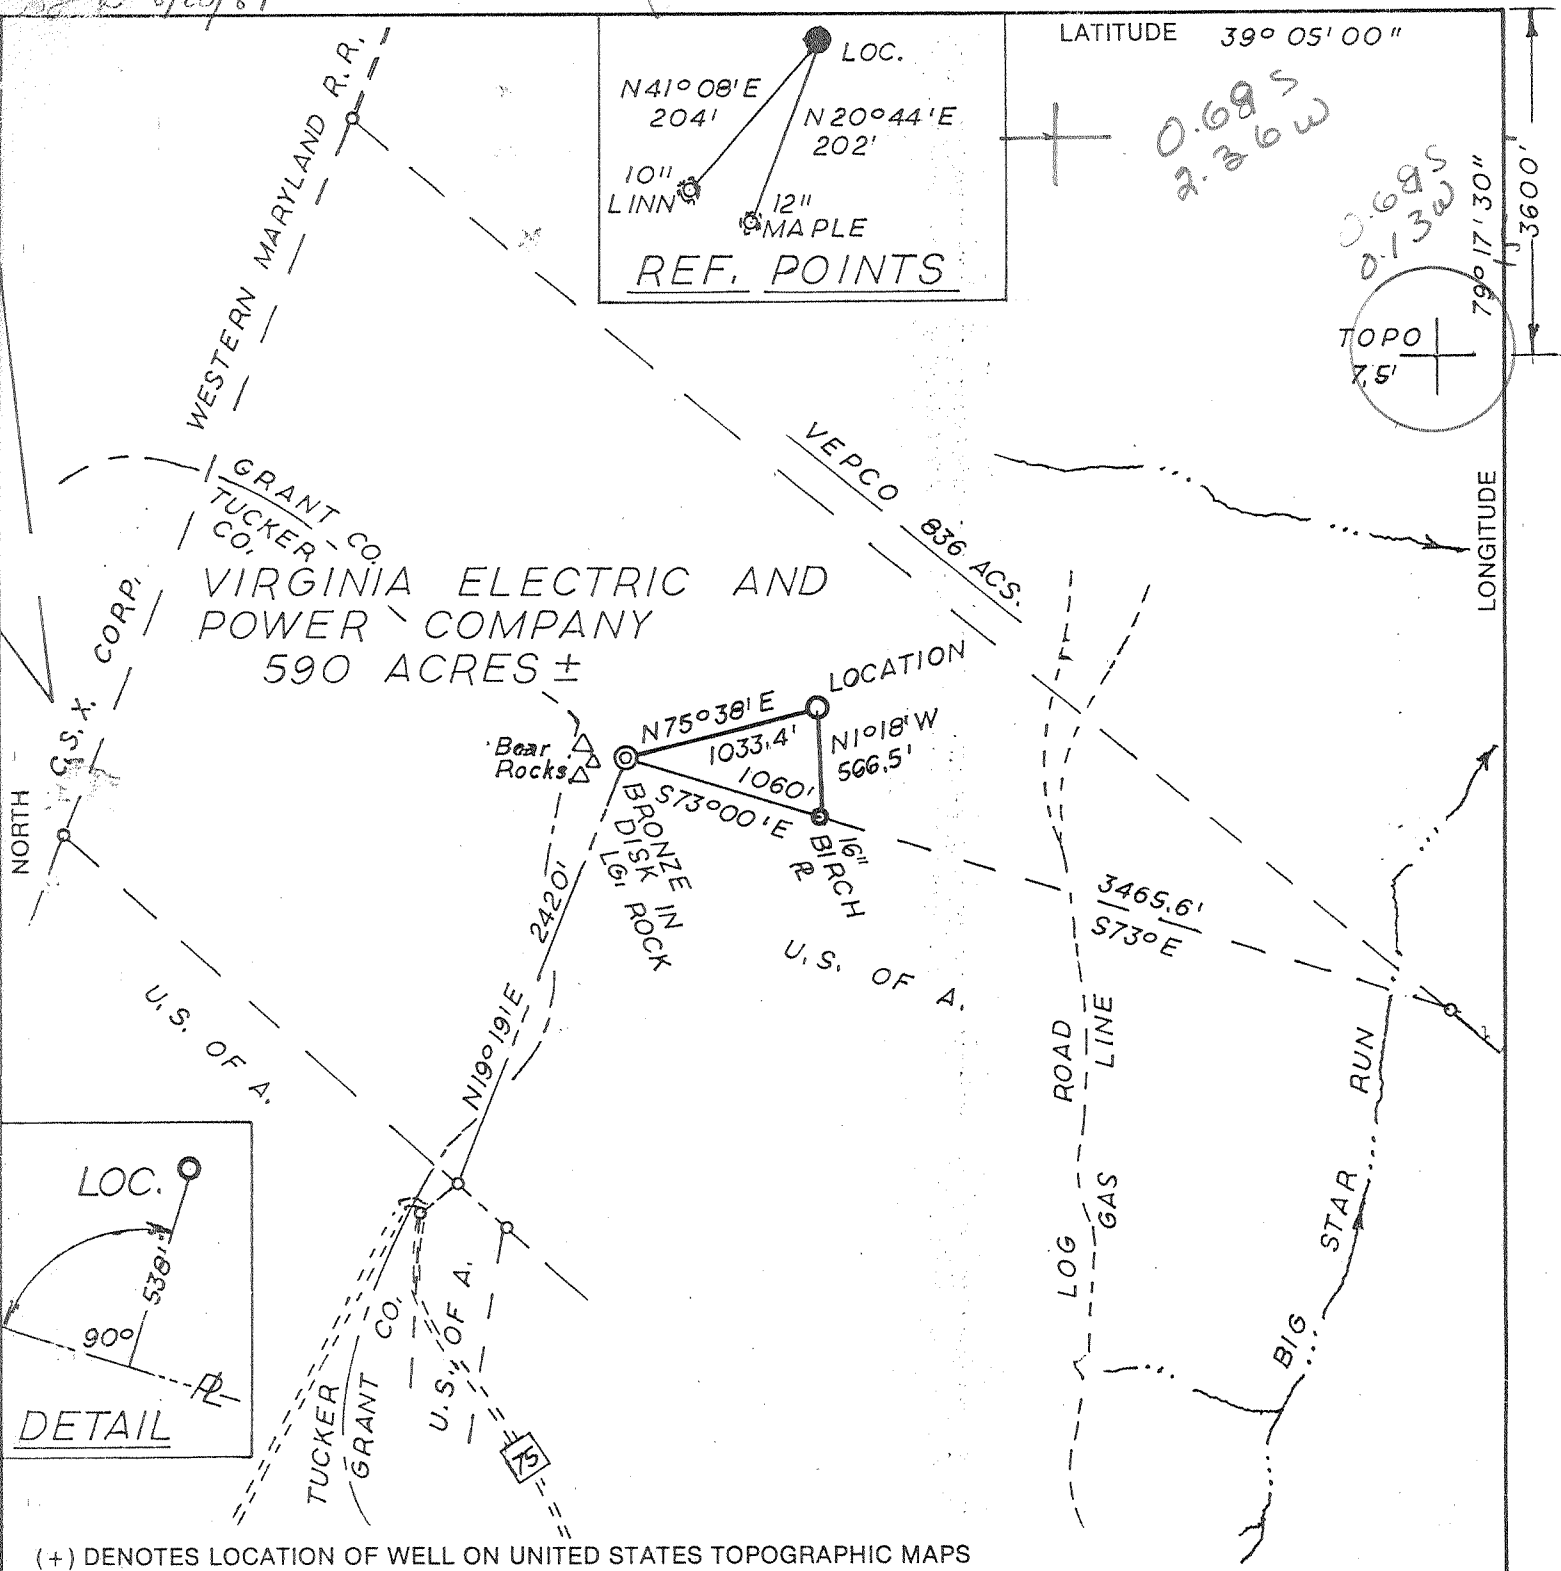 LATITUDE 39° 05' 00"
LOC.
N41°08'E
204'
N20°44'E
202'
10"
LINN
12"
MAPLE
REF. POINTS
0.69 S
2.36 W
0.69 S
0.13 W
79° 17' 30"
3600'
TOPO
7.5'
LONGITUDE
WESTERN MARYLAND R.R.
GRANT CO.
TUCKER
CO.
VEPCO 836 ACS.
VIRGINIA ELECTRIC AND
POWER COMPANY
590 ACRES ±
C.S.X. CORP.
NORTH
LOCATION
N75°38'E
1033.4'
N1°18'W
566.5'
Bear
Rocks
1060'
S73°00'E
BRONZE
DISK IN
LG. ROCK
16"
BIRCH
PL
3465.6'
S73°E
2420'
N19°19'E
U.S. OF A.
U.S. OF A.
LOG ROAD
GAS LINE
BIG STAR RUN
LOC.
538'
90°
PL
DETAIL
TUCKER
GRANT CO.
U.S. OF A.
75
(+) DENOTES LOCATION OF WELL ON UNITED STATES TOPOGRAPHIC MAPS